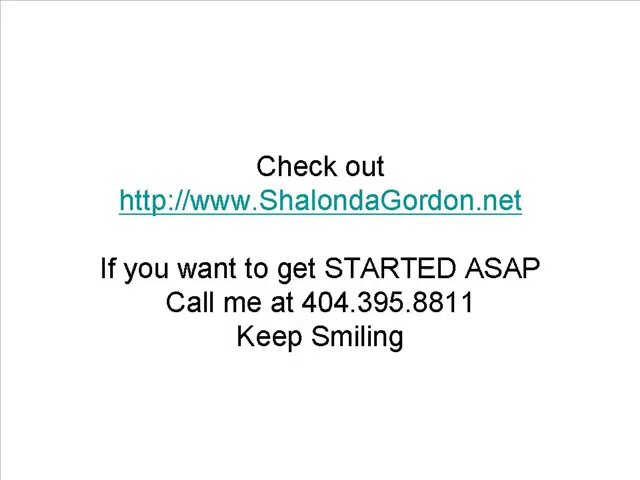 Check out
http://www.ShalondaGordon.net
If you want to get STARTED ASAP
Call me at 404.395.8811
Keep Smiling